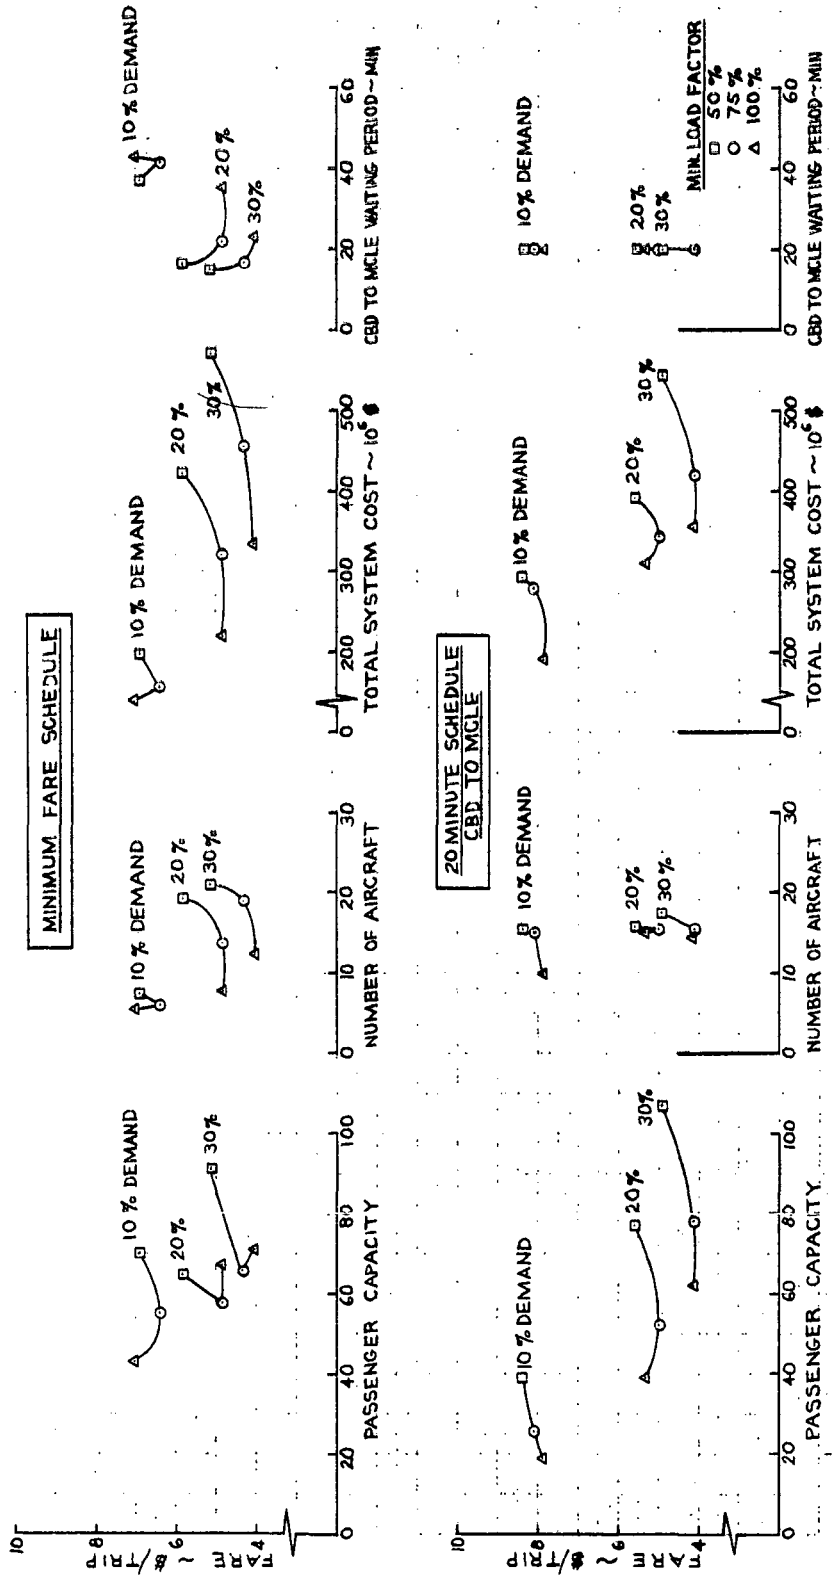 MINIMUM FARE SCHEDULE
FARE ~ $/TRIP
10
8
6
4
10% DEMAND
20%
30%
0
20
40
60
80
100
PASSENGER CAPACITY
10% DEMAND
20%
30%
0
10
20
30
NUMBER OF AIRCRAFT
10% DEMAND
20%
30%
0
200
300
400
500
TOTAL SYSTEM COST ~ 10⁶ $
10% DEMAND
20%
30%
0
20
40
60
CBD TO MCLE WAITING PERIOD ~ MIN
20 MINUTE SCHEDULE
CBD TO MCLE
FARE ~ $/TRIP
10
8
6
4
10% DEMAND
20%
30%
0
20
40
60
80
100
PASSENGER CAPACITY
10% DEMAND
20%
30%
0
10
20
30
NUMBER OF AIRCRAFT
10% DEMAND
20%
30%
0
200
300
400
500
TOTAL SYSTEM COST ~ 10⁶ $
10% DEMAND
20%
30%
0
20
40
60
CBD TO MCLE WAITING PERIOD ~ MIN
MIN LOAD FACTOR
□ 50%
○ 75%
△ 100%